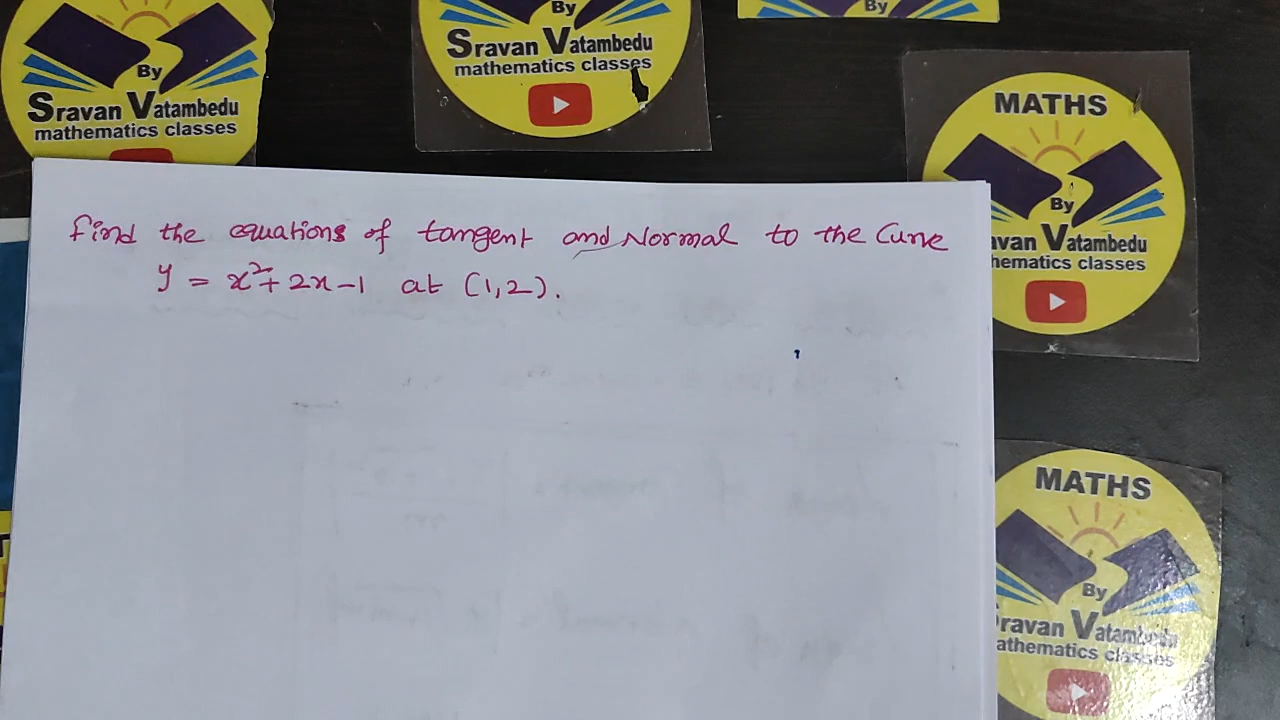 By
Sravan Vatambedu
mathematics classes
By
Sravan Vatambedu
mathematics classes
By
MATHS
By
avan Vatambedu
hematics classes
Find the equations of tangent and Normal to the Curve
y = x²+2x-1 at (1,2).
MATHS
By
ravan Vatambedu
athematics classes